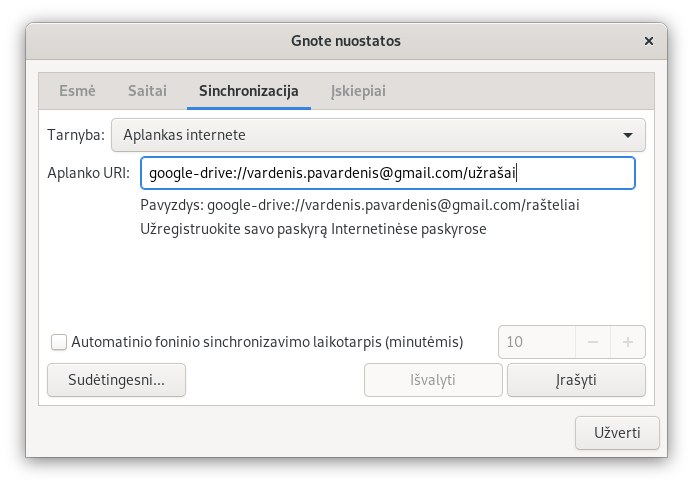 Gnote nuostatos
Esmė Saitai Sinchronizacija Įskiepiai
Tarnyba: Aplankas internete
Aplanko URI: google-drive://vardenis.pavardenis@gmail.com/užrašai
Pavyzdys: google-drive://vardenis.pavardenis@gmail.com/rašteliai
Užregistruokite savo paskyrą Internetinėse paskyrose
Automatinio foninio sinchronizavimo laikotarpis (minutėmis) 10
Sudėtingesni... Išvalyti Įrašyti
Užverti